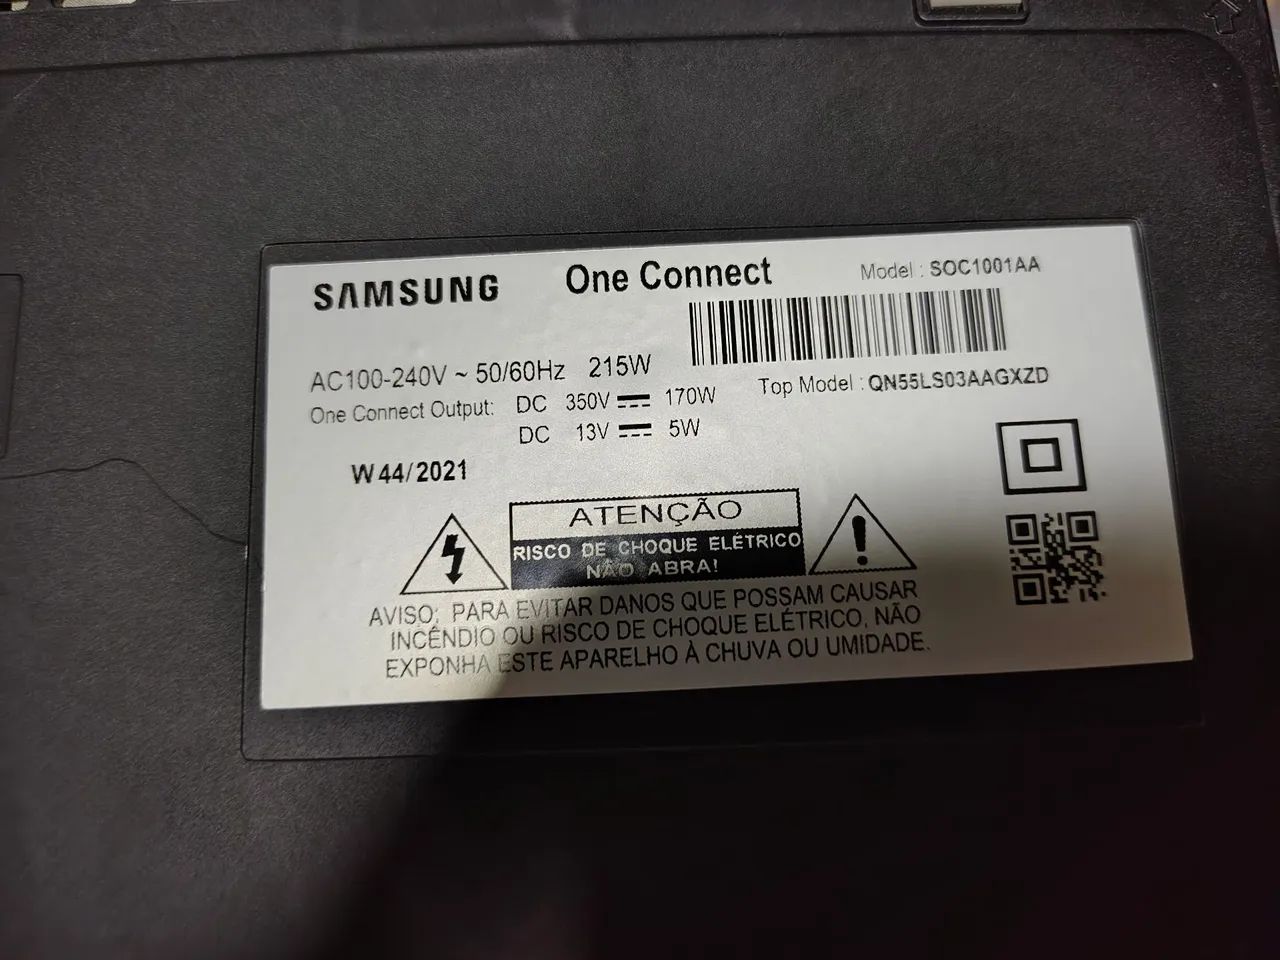 SAMSUNG One Connect Model : SOC1001AA
AC100-240V ~ 50/60Hz 215W
One Connect Output: DC 350V 170W
DC 13V 5W
Top Model : QN55LS03AAGXZD
W44/2021
ATENÇÃO
RISCO DE CHOQUE ELÉTRICO
NÃO ABRA!
AVISO: PARA EVITAR DANOS QUE POSSAM CAUSAR
INCÊNDIO OU RISCO DE CHOQUE ELÉTRICO, NÃO
EXPONHA ESTE APARELHO À CHUVA OU UMIDADE.